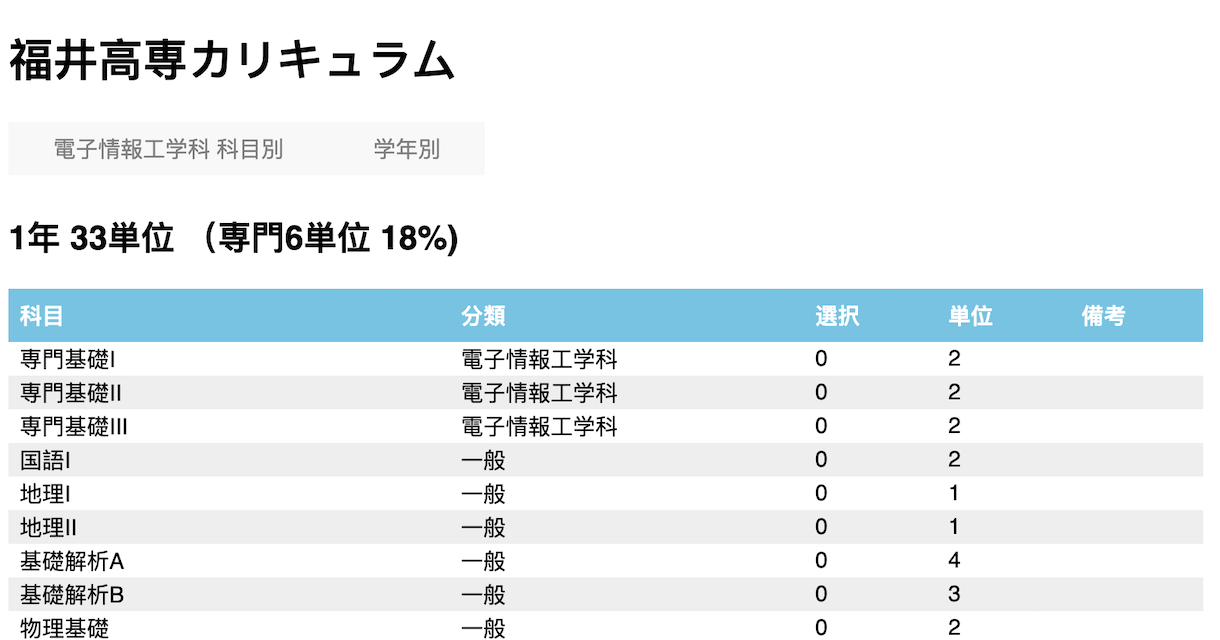 福井高専カリキュラム
電子情報工学科 科目別 学年別
1年 33単位 （専門6単位 18%)
科目 分類 選択 単位 備考
専門基礎I 電子情報工学科 0 2
専門基礎II 電子情報工学科 0 2
専門基礎III 電子情報工学科 0 2
国語I 一般 0 2
地理I 一般 0 1
地理II 一般 0 1
基礎解析A 一般 0 4
基礎解析B 一般 0 3
物理基礎 一般 0 2